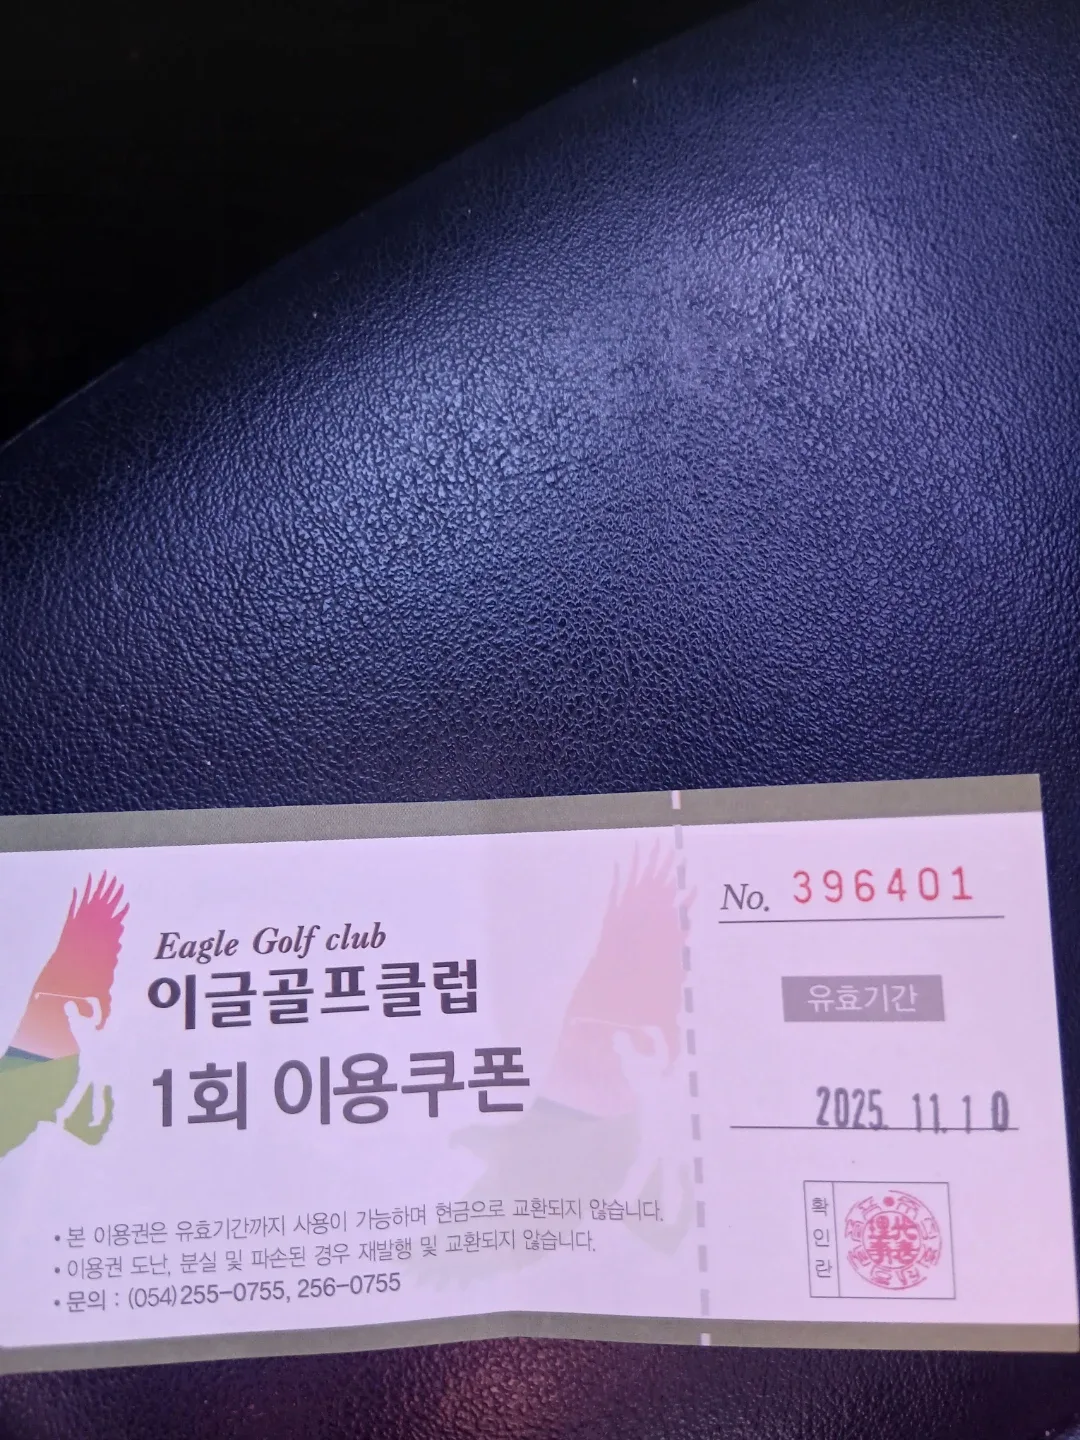 Eagle Golf club
이글골프클럽
1회 이용쿠폰
• 본 이용권은 유효기간까지 사용이 가능하며 현금으로 교환되지 않습니다.
• 이용권 도난, 분실 및 파손된 경우 재발행 및 교환되지 않습니다.
• 문의 : (054)255-0755, 256-0755
No. 396401
유효기간
2025. 11. 10
확인란